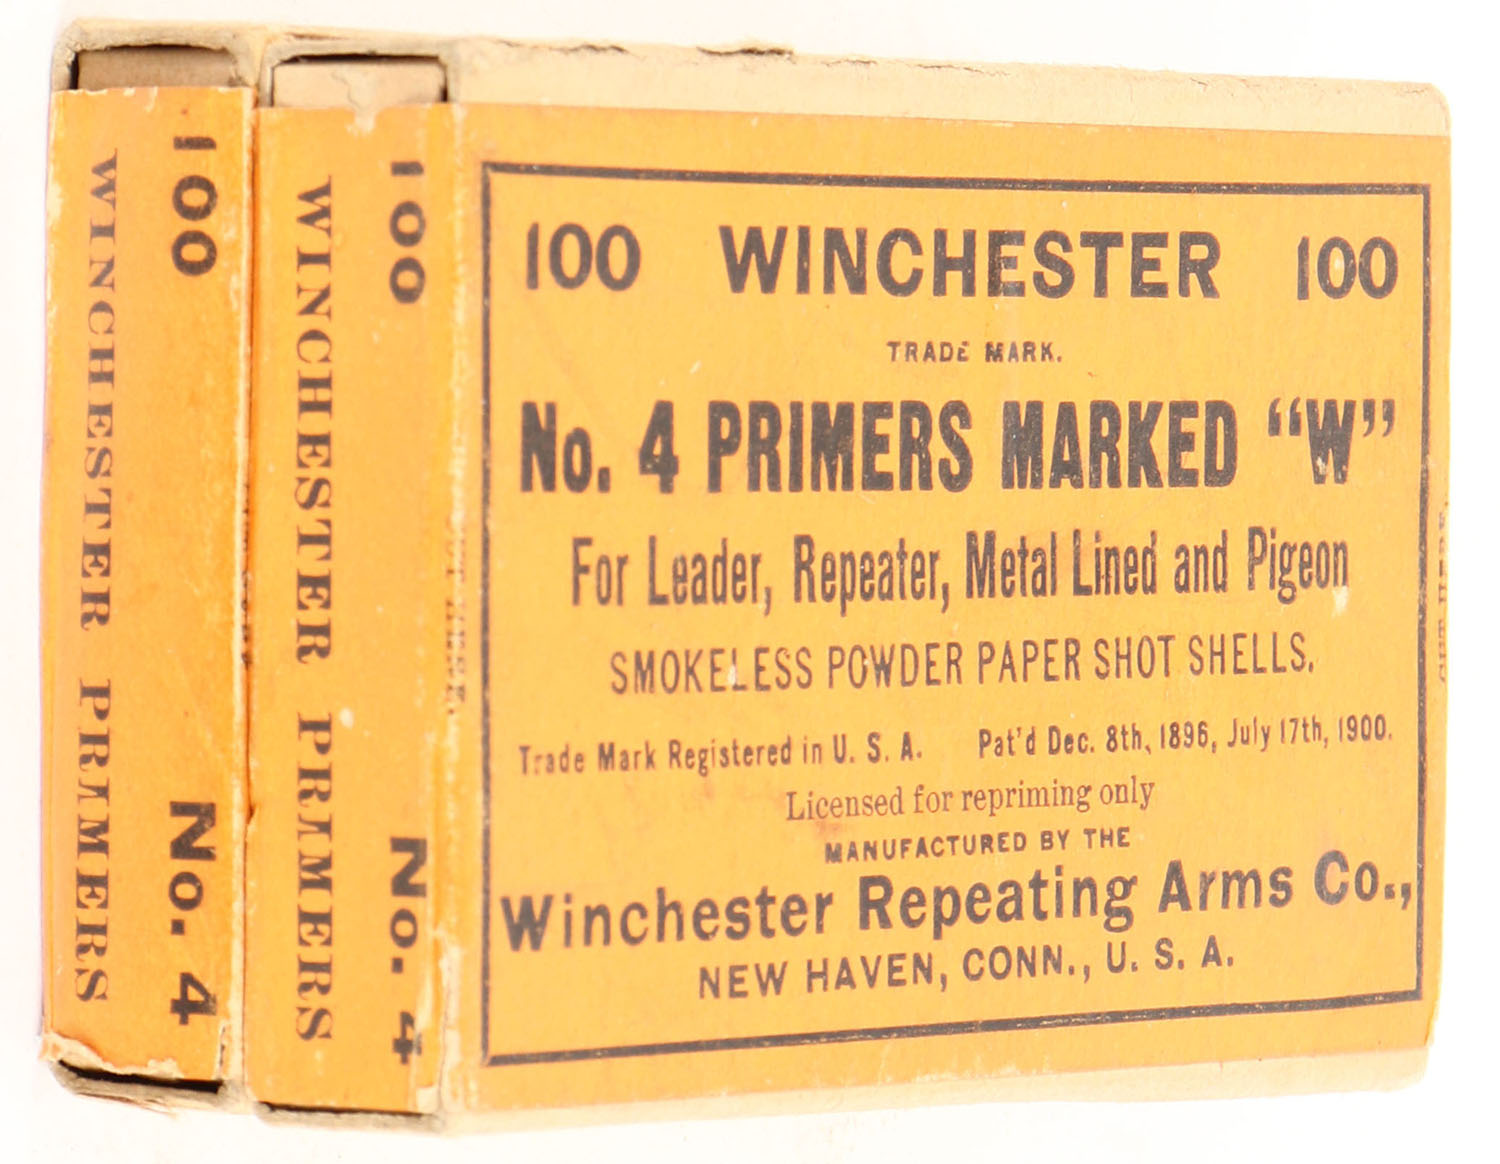 100 WINCHESTER 100
TRADE MARK.
No. 4 PRIMERS MARKED “W”
For Leader, Repeater, Metal Lined and Pigeon
SMOKELESS POWDER PAPER SHOT SHELLS.
Trade Mark Registered in U. S. A. Pat'd Dec. 8th, 1896, July 17th, 1900.
Licensed for repriming only
MANUFACTURED BY THE
Winchester Repeating Arms Co.,
NEW HAVEN, CONN., U. S. A.
100 No. 4
WINCHESTER PRIMERS
100 No. 4
WINCHESTER PRIMERS